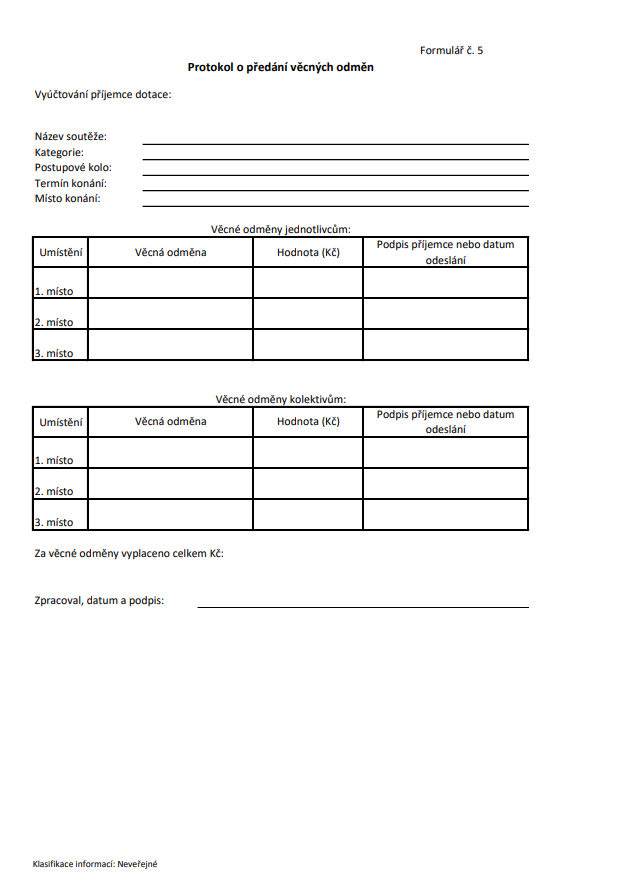 Formulář č. 5
Protokol o předání věcných odměn
Vyúčtování příjemce dotace:
Název soutěže:
Kategorie:
Postupové kolo:
Termín konání:
Místo konání:
Věcné odměny jednotlivcům:
Umístění Věcná odměna Hodnota (Kč) Podpis příjemce nebo datum
odeslání
1. místo
2. místo
3. místo
Věcné odměny kolektivům:
Umístění Věcná odměna Hodnota (Kč) Podpis příjemce nebo datum
odeslání
1. místo
2. místo
3. místo
Za věcné odměny vyplaceno celkem Kč:
Zpracoval, datum a podpis:
Klasifikace informací: Neveřejné